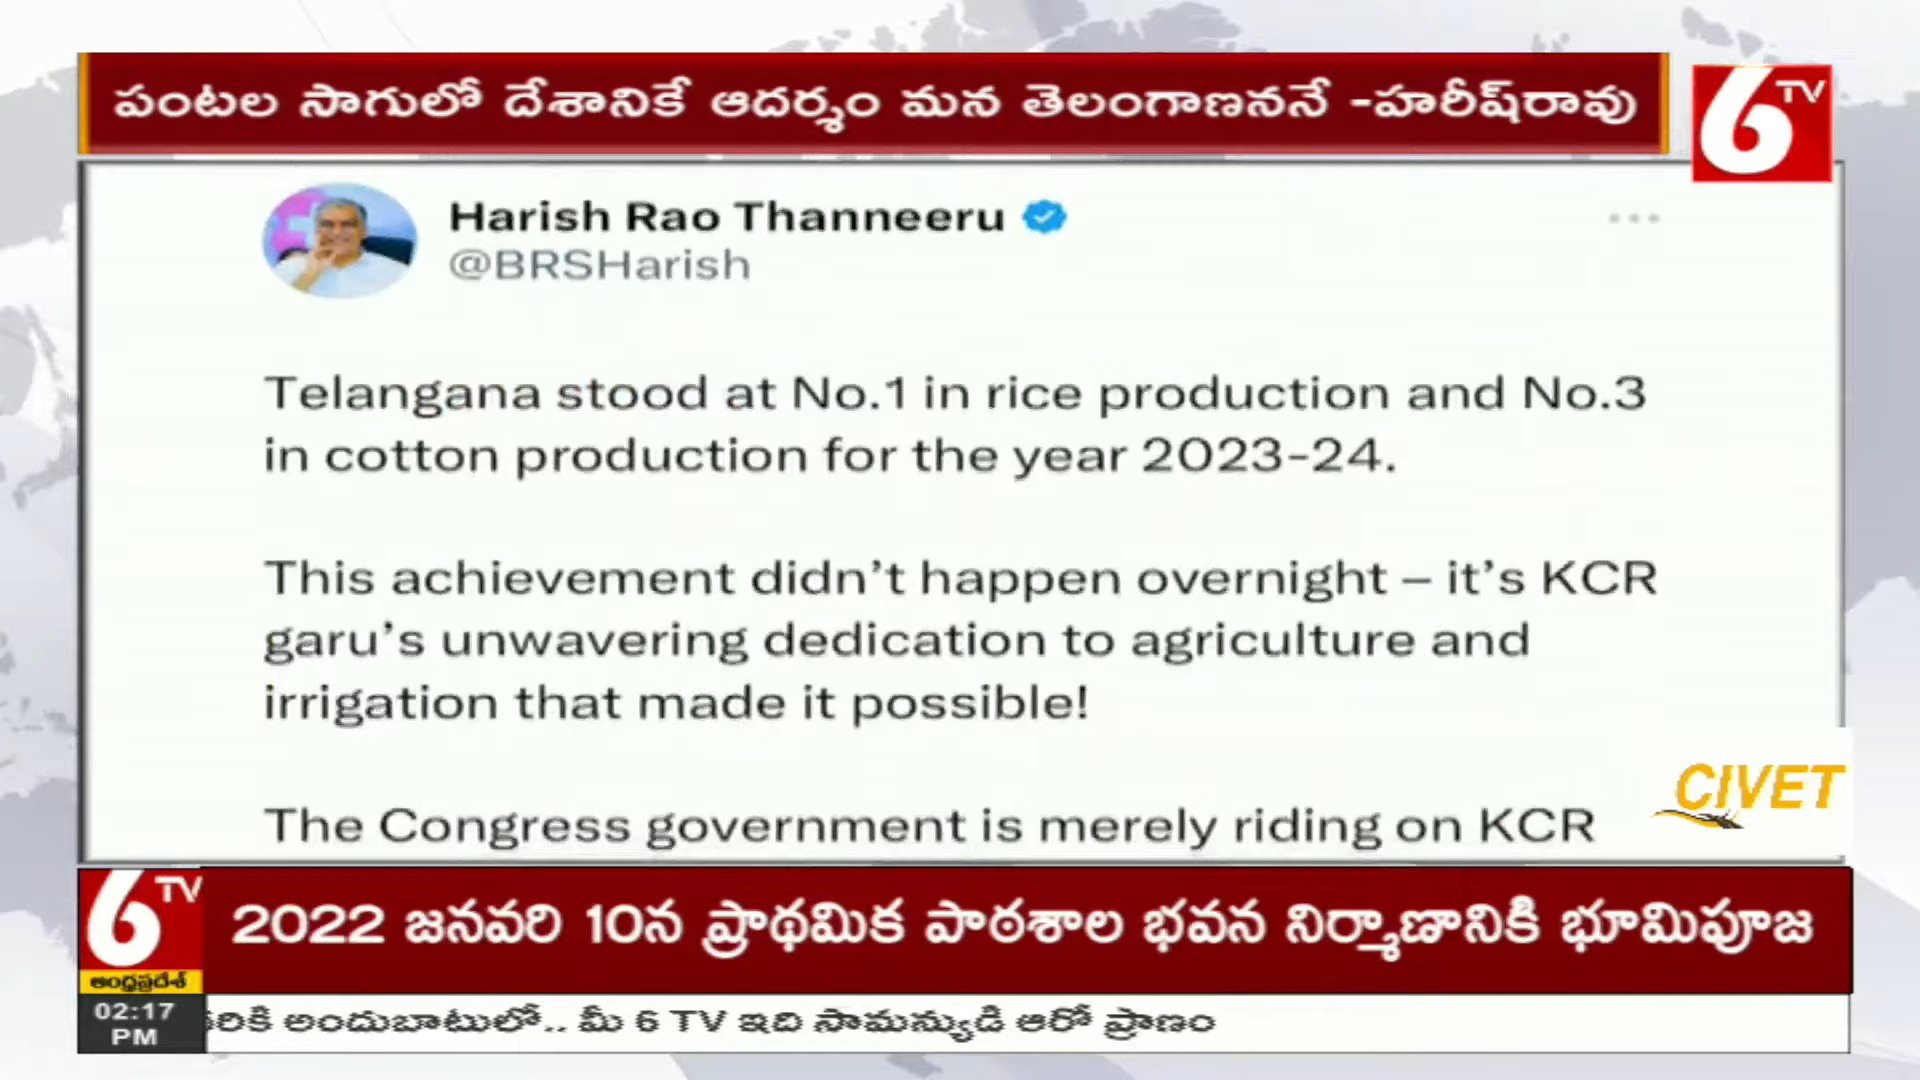 పంటల సాగులో దేశానికే ఆదర్శం మన తెలంగాణననే -హరీష్‌రావు
6 TV
Harish Rao Thanneeru
@BRSHarish
Telangana stood at No.1 in rice production and No.3
in cotton production for the year 2023-24.
This achievement didn’t happen overnight – it’s KCR
garu’s unwavering dedication to agriculture and
irrigation that made it possible!
The Congress government is merely riding on KCR
CIVET
6 TV
ఆంధ్రప్రదేశ్
2022 జనవరి 10న ప్రాథమిక పాఠశాల భవన నిర్మాణానికి భూమిపూజ
02:17
PM
అందుబాటులో.. మీ 6 TV ఇది సామన్యుడి ఆరో ప్రాణం